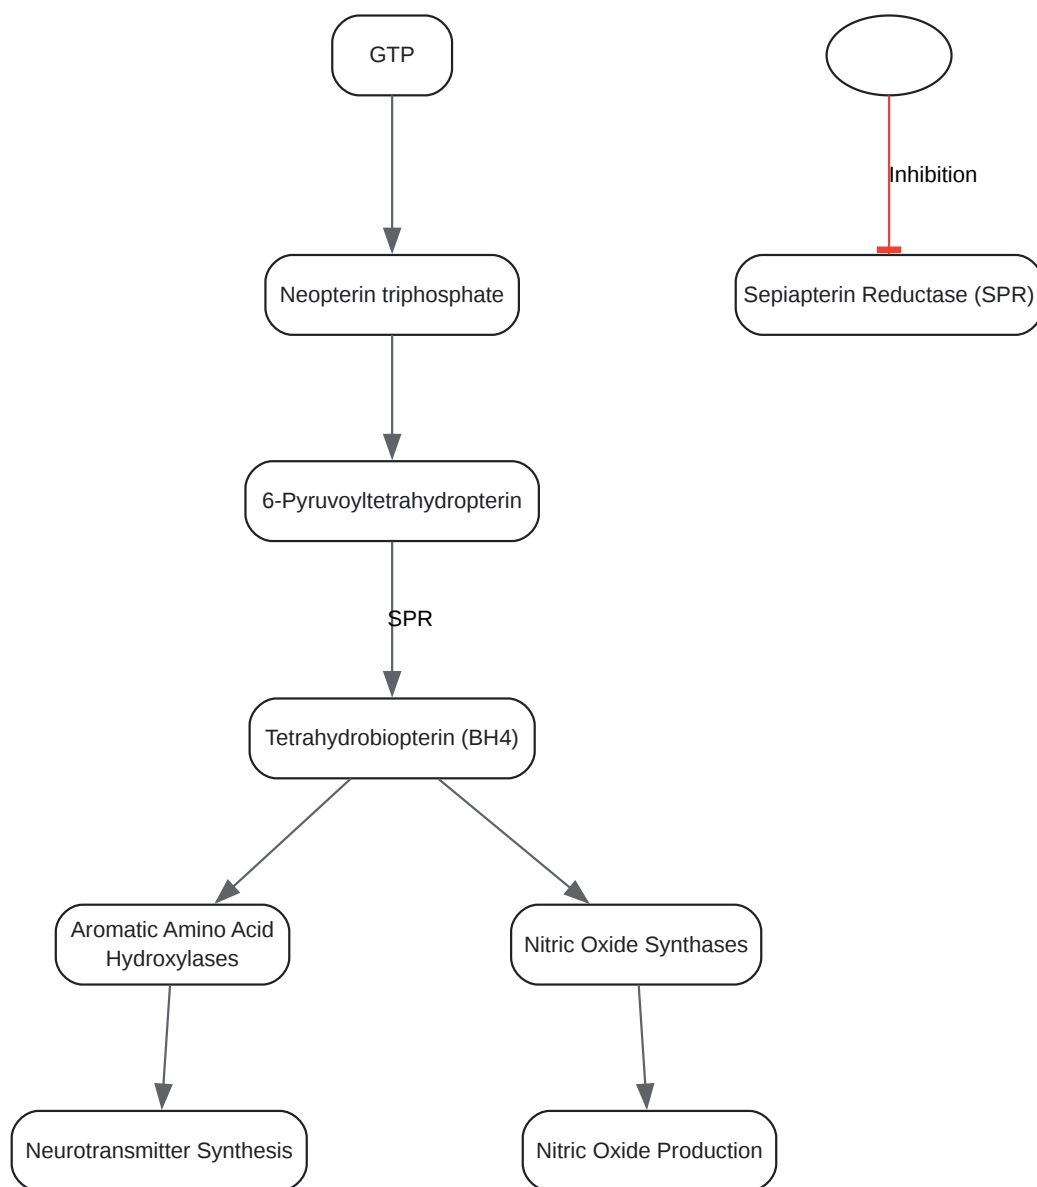 GTP
Inhibition
Neopterin triphosphate
Sepiapterin Reductase (SPR)
6-Pyruvoyltetrahydropterin
SPR
Tetrahydrobiopterin (BH4)
Aromatic Amino Acid
Hydroxylases
Nitric Oxide Synthases
Neurotransmitter Synthesis
Nitric Oxide Production